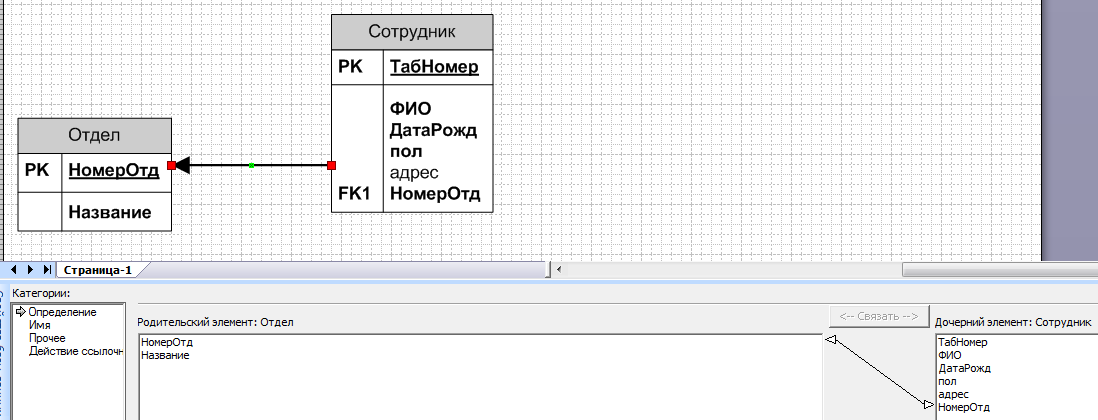 Сотрудник
PK ТабНомер
ФИО
ДатаРожд
пол
адрес
FK1 НомерОтд
Отдел
PK НомерОтд
Название
Страница-1
Категории:
Определение
Имя
Прочее
Действие ссылочн
Родительский элемент: Отдел
НомерОтд
Название
<-- Связать -->
Дочерний элемент: Сотрудник
ТабНомер
ФИО
ДатаРожд
пол
адрес
НомерОтд